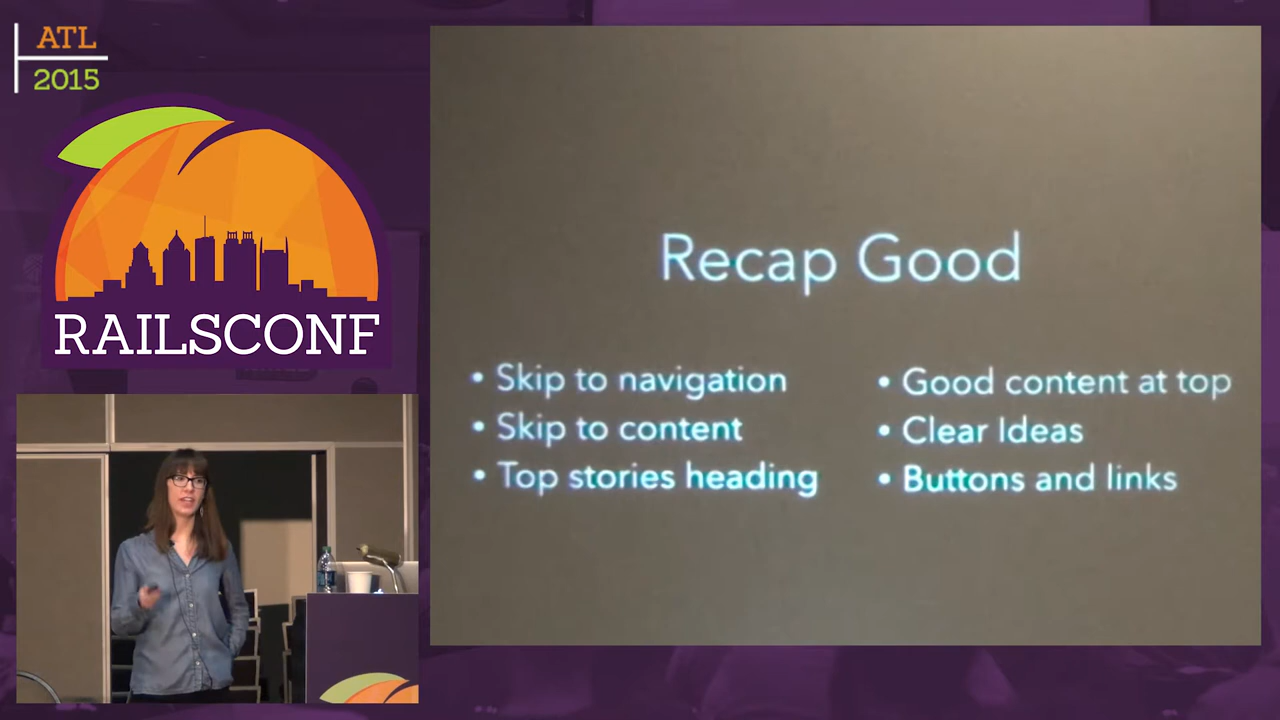 ATL
2015
RAILSCONF
Recap Good
• Skip to navigation
• Skip to content
• Top stories heading
• Good content at top
• Clear Ideas
• Buttons and links